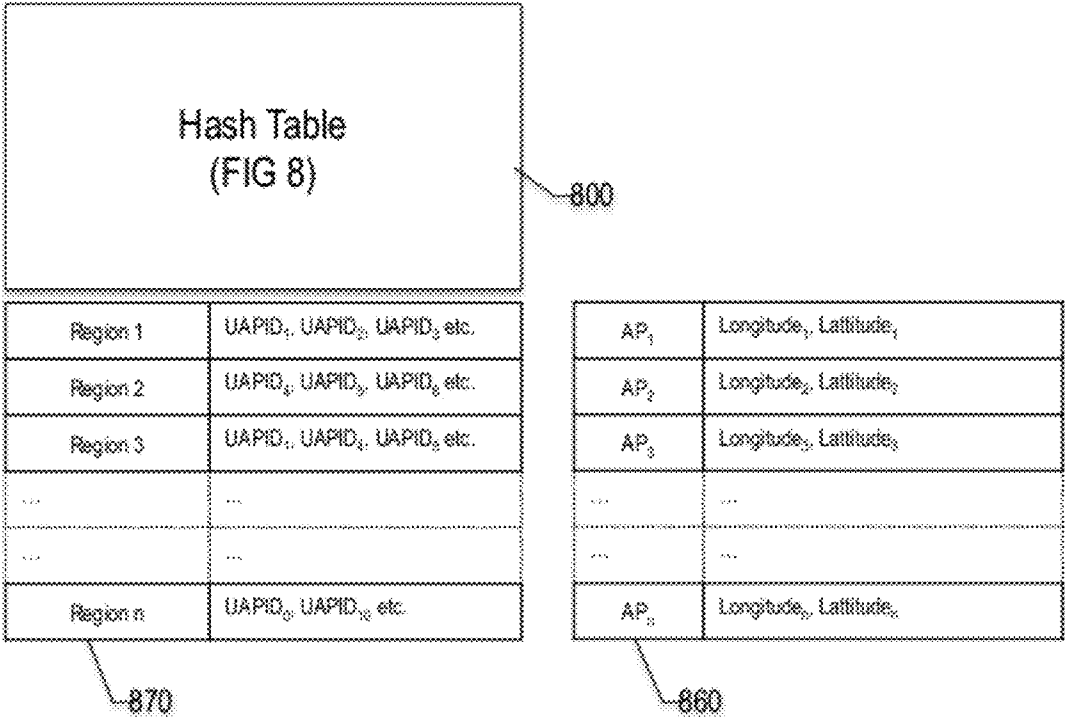 Hash Table
(FIG 8)
800
Region 1 UAPID₁, UAPID₂, UAPID₃ etc.
Region 2 UAPID₄, UAPID₅, UAPID₆ etc.
Region 3 UAPID₁, UAPID₄, UAPID₅ etc.
... ...
... ...
Region n etc.
870
AP₁ Longitude₁, Lattitude₁
AP₂ Longitude₂, Lattitude₂
AP₃ Longitude₃, Lattitude₃
... ...
... ...
APₙ Longitudeₙ, Lattitudeₙ
860